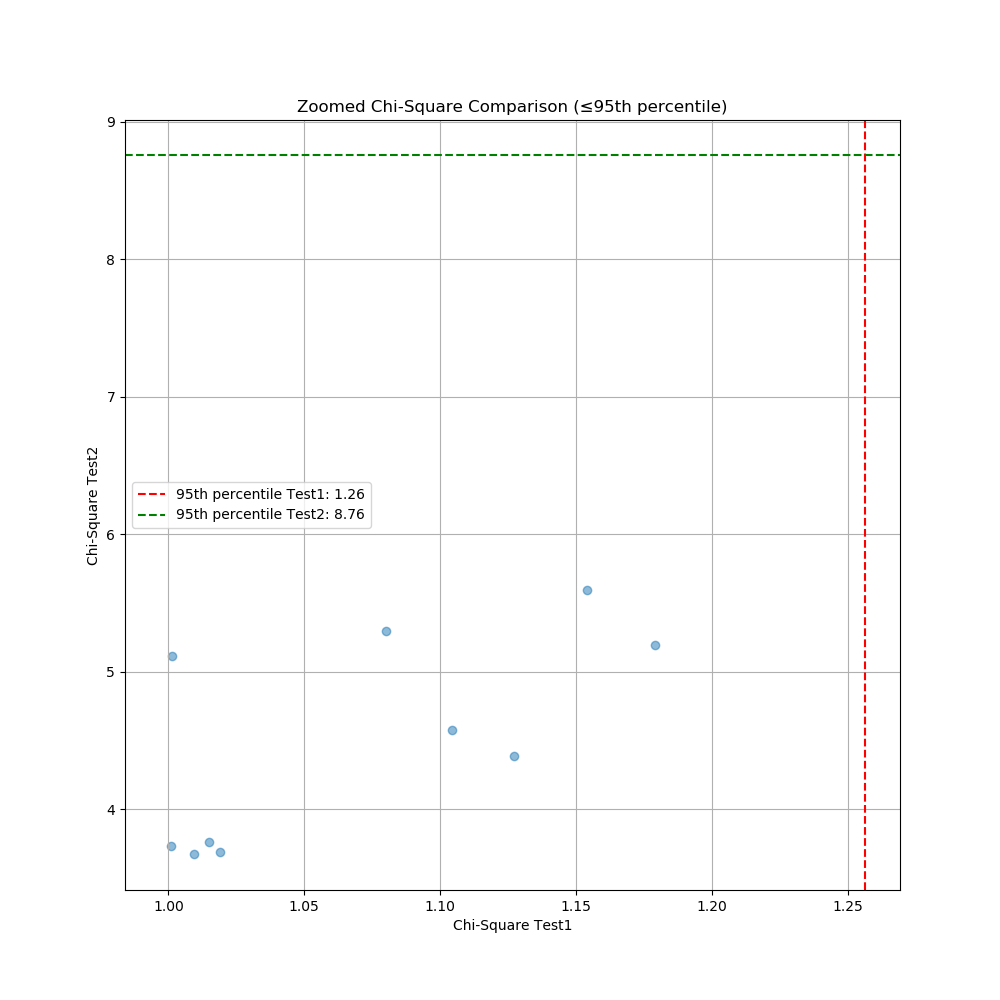 Zoomed Chi-Square Comparison (≤95th percentile)
9
8
7
6
5
4
Chi-Square Test2
95th percentile Test1: 1.26
95th percentile Test2: 8.76
1.00 1.05 1.10 1.15 1.20 1.25
Chi-Square Test1